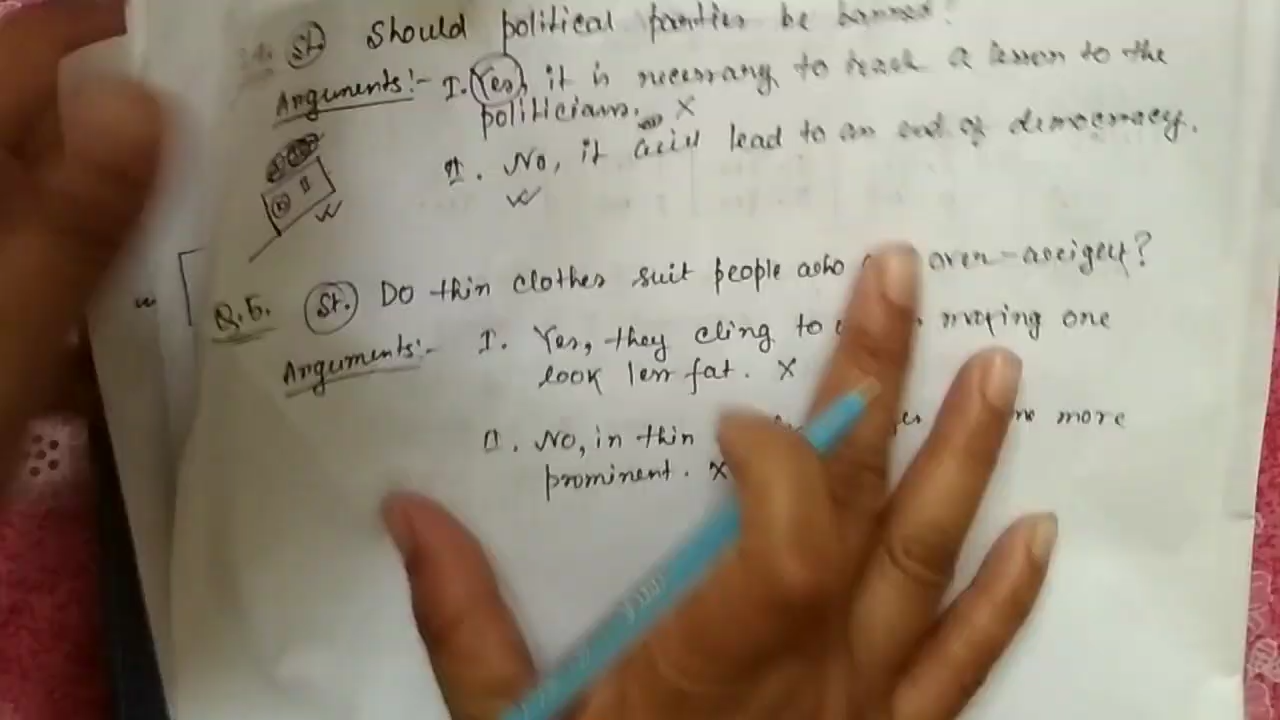 St. Should political parties be banned?
Arguments:- I. Yes, it is necessary to teach a lesson to the
politicians. X
II. No, it will lead to an end of democracy.
Q.5. St. Do thin clothes suit people who over-weight?
Arguments:- I. Yes, they cling to making one
look less fat. X
II. No, in thin more
prominent. X